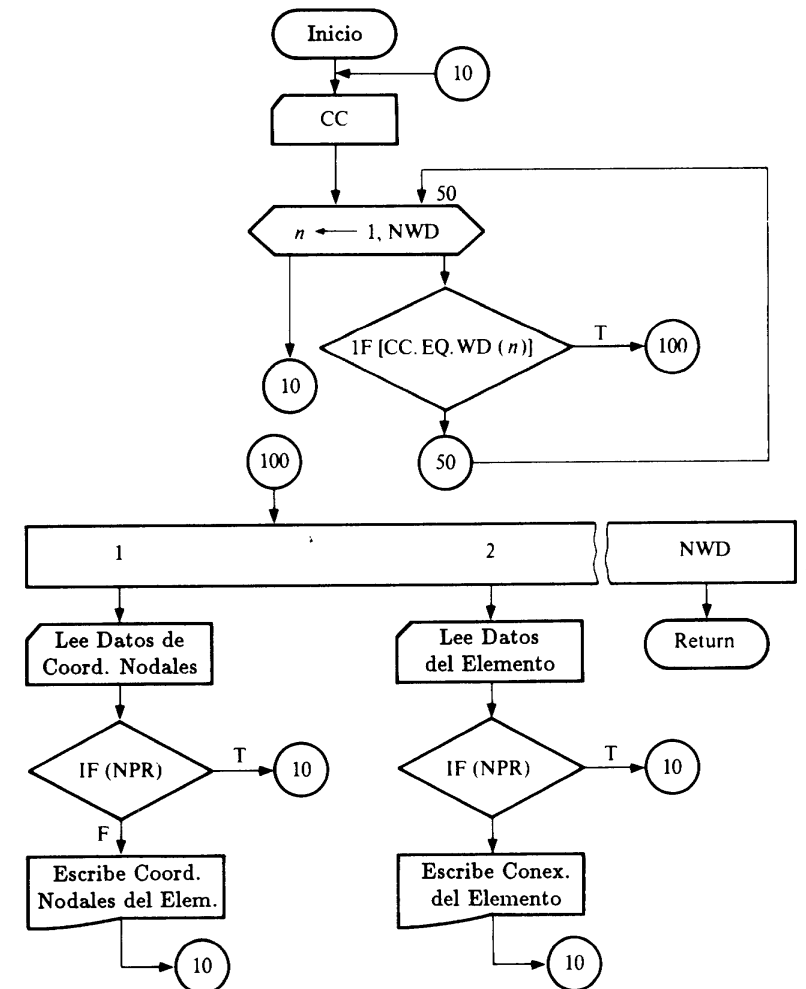 Inicio
10
CC
50
n ← 1, NWD
1F [CC.EQ.WD (n)]
T
100
10
50
100
1
2
NWD
Lee Datos de
Coord. Nodales
Lee Datos
del Elemento
Return
IF (NPR)
T
10
IF (NPR)
T
10
F
Escribe Coord.
Nodales del Elem.
Escribe Conex.
del Elemento
10
10